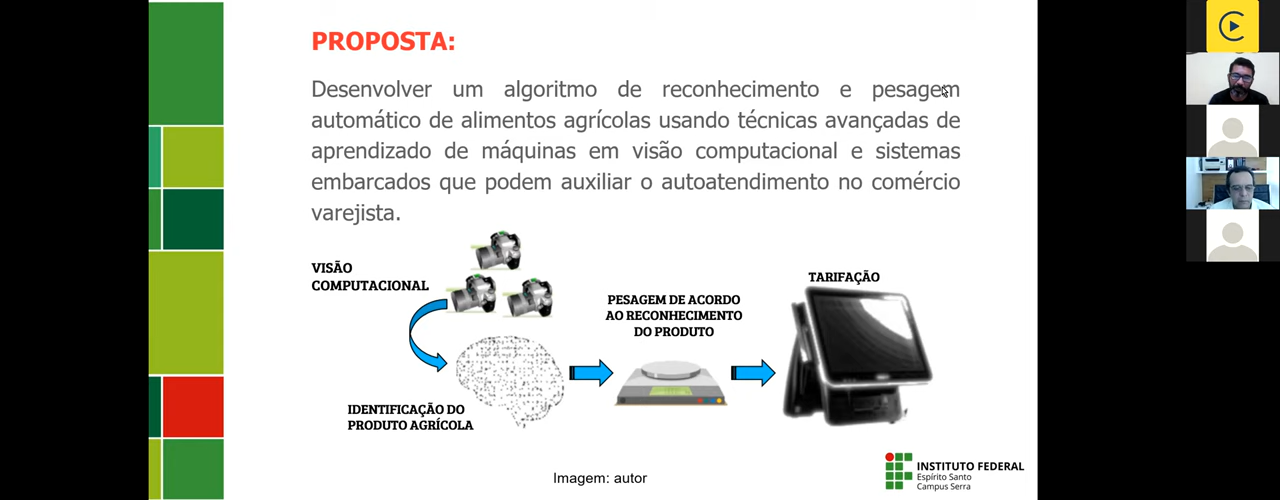 PROPOSTA:
Desenvolver um algoritmo de reconhecimento e pesagem
automático de alimentos agrícolas usando técnicas avançadas de
aprendizado de máquinas em visão computacional e sistemas
embarcados que podem auxiliar o autoatendimento no comércio
varejista.
VISÃO
COMPUTACIONAL
IDENTIFICAÇÃO DO
PRODUTO AGRÍCOLA
PESAGEM DE ACORDO
AO RECONHECIMENTO
DO PRODUTO
TARIFAÇÃO
Imagem: autor
INSTITUTO FEDERAL
Espírito Santo
Campus Serra